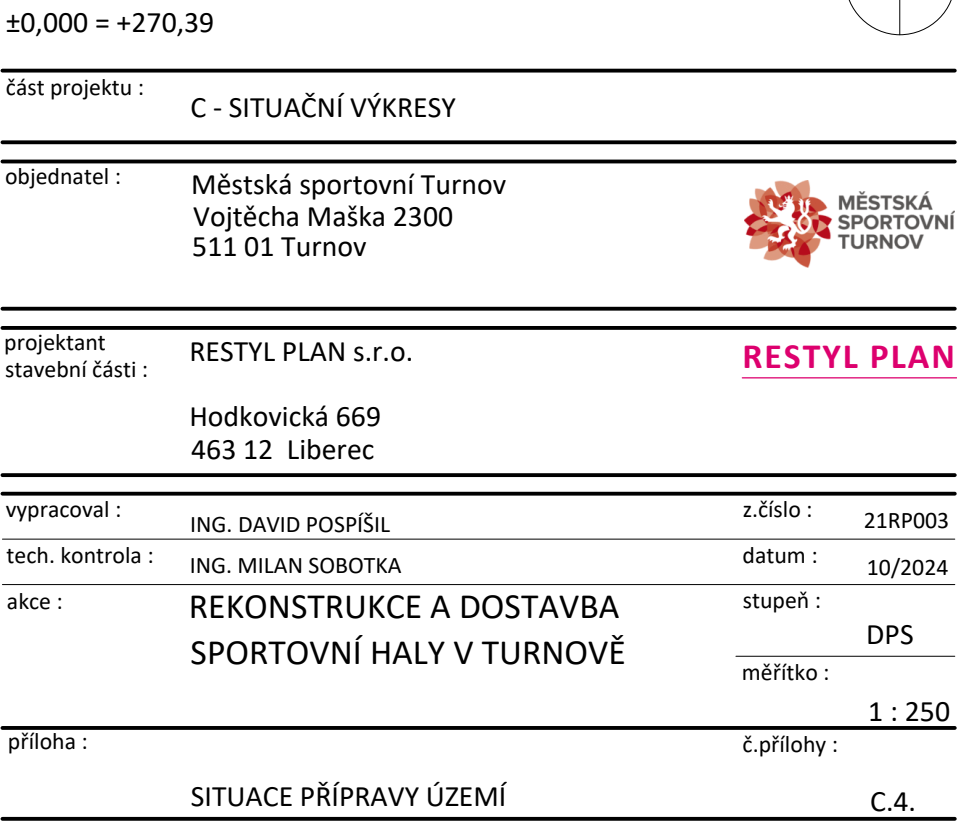 ±0,000 = +270,39
část projektu :
C - SITUAČNÍ VÝKRESY
objednatel :
Městská sportovní Turnov
Vojtěcha Maška 2300
511 01 Turnov
MĚSTSKÁ
SPORTOVNÍ
TURNOV
projektant
stavební části :
RESTYL PLAN s.r.o.
RESTYL PLAN
Hodkovická 669
463 12 Liberec
vypracoval :
ING. DAVID POSPÍŠIL
z.číslo :
21RP003
tech. kontrola :
ING. MILAN SOBOTKA
datum :
10/2024
akce :
REKONSTRUKCE A DOSTAVBA
SPORTOVNÍ HALY V TURNOVĚ
stupeň :
DPS
měřítko :
1 : 250
příloha :
SITUACE PŘÍPRAVY ÚZEMÍ
č.přílohy :
C.4.